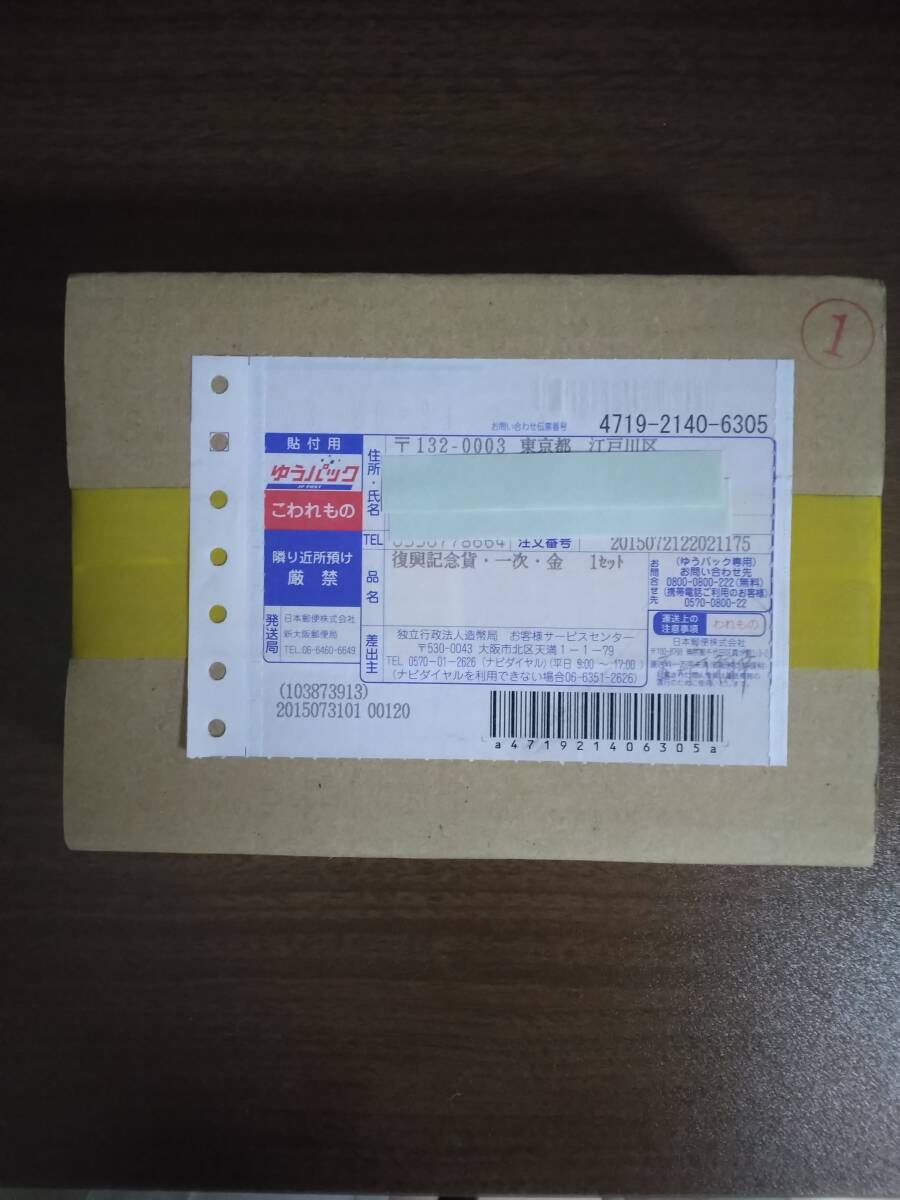 1
お問い合わせ伝票番号 4719-2140-6305
貼付用
ゆうパック
JP POST
こわれもの
隣り近所預け
厳禁
発送局
日本郵便株式会社
新大阪郵便局
TEL.06-6460-6649
住所・氏名
〒132-0003 東京都 江戸川区
TEL
注文番号 2015072122021175
品名
復興記念貨・一次・金 1セット
お問合せ先
(ゆうパック専用)
お問い合わせ先
0800-0800-222(無料)
(携帯電話ご利用のお客様)
0570-0800-22
運送上の
注意事項
われもの
日本郵便株式会社
差出主
独立行政法人造幣局 お客様サービスセンター
〒530-0043 大阪市北区天満1-1-79
TEL 0570-01-2626 (ナビダイヤル)(平日 9:00 ～ 17:00)
(ナビダイヤルを利用できない場合06-6351-2626)
(103873913)
2015073101 00120
a471921406305a